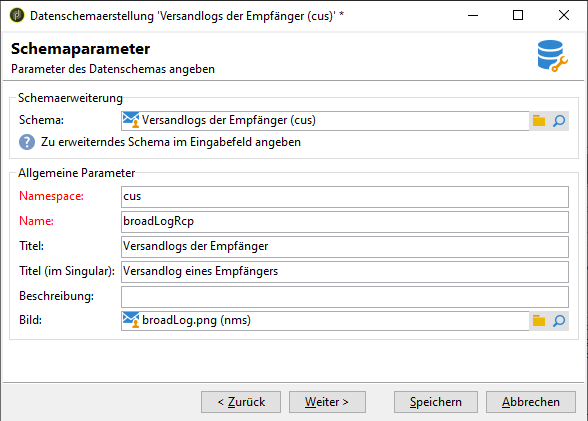 Datenschemaerstellung 'Versandlogs der Empfänger (cus)' *
Schemaparameter
Parameter des Datenschemas angeben
Schemaerweiterung
Schema: Versandlogs der Empfänger (cus)
Zu erweiterndes Schema im Eingabefeld angeben
Allgemeine Parameter
Namespace: cus
Name: broadLogRcp
Titel: Versandlogs der Empfänger
Titel (im Singular): Versandlog eines Empfängers
Beschreibung:
Bild: broadLog.png (nms)
< Zurück Weiter > Speichern Abbrechen